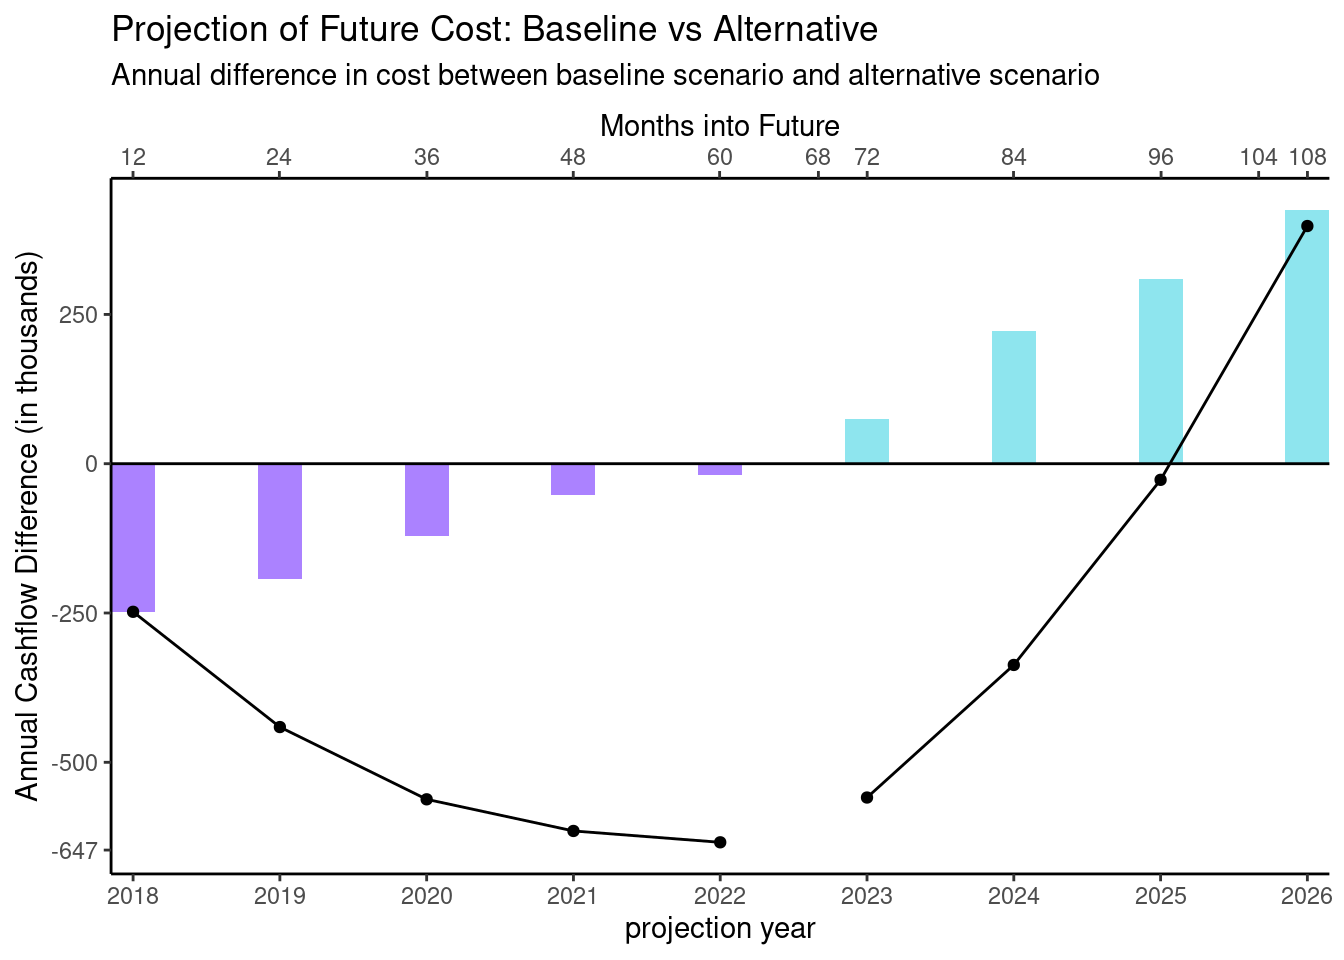 Projection of Future Cost: Baseline vs Alternative
Annual difference in cost between baseline scenario and alternative scenario
Months into Future
12 24 36 48 60 68 72 84 96 104 108
Annual Cashflow Difference (in thousands)
250
0
-250
-500
-647
2018 2019 2020 2021 2022 2023 2024 2025 2026
projection year